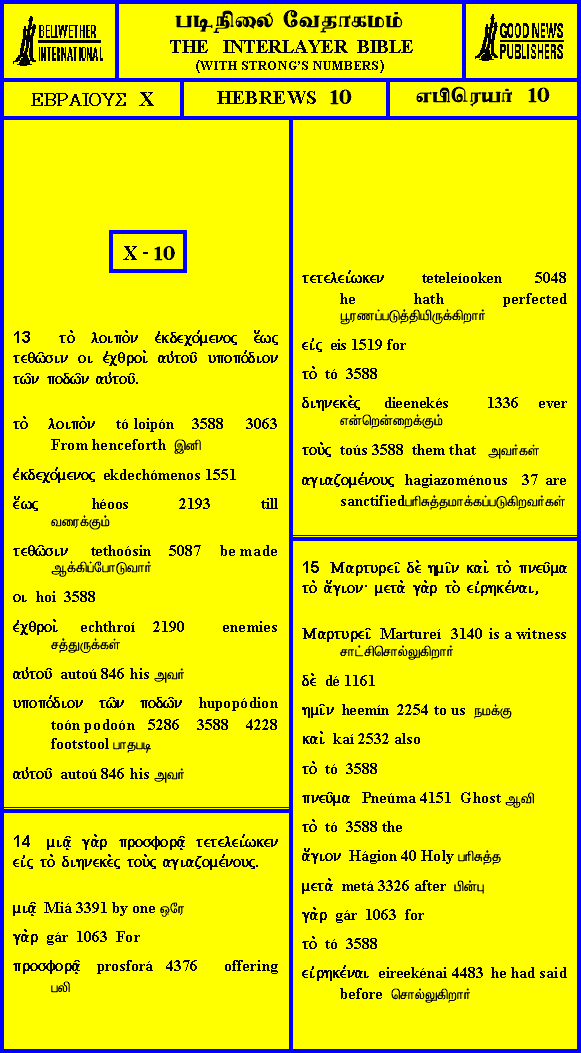 BELLWETHER
INTERNATIONAL
படிநிலை வேதாகமம்
THE INTERLAYER BIBLE
(WITH STRONG'S NUMBERS)
GOOD NEWS
PUBLISHERS
ΕΒΡΑΙΟΥΣ X
HEBREWS 10
எபிரெயர் 10
X - 10
13 τὸ λοιπὸν ἐκδεχόμενος ἕως
τεθῶσιν οι ἐχθροὶ αὐτοῦ υποπόδιον
τῶν ποδῶν αὐτοῦ.
τὸ λοιπὸν tó loipón 3588 3063
From henceforth இனி
ἐκδεχόμενος ekdechómenos 1551
ἕως héoos 2193 till
வரைக்கும்
τεθῶσιν tethoósin 5087 be made
ஆக்கிப்போடுவார்
οι hoi 3588
ἐχθροὶ echthroí 2190 enemies
சத்துருக்கள்
αὐτοῦ autoú 846 his அவர்
υποπόδιον τῶν ποδῶν hupopódion
toón podoón 5286 3588 4228
footstool பாதபடி
αὐτοῦ autoú 846 his அவர்
14 μιᾷ γὰρ προσφορᾷ τετελείωκεν
εἰς τὸ διηνεκὲς τοὺς αγιαζομένους.
μιᾷ Miá 3391 by one ஒரே
γὰρ gár 1063 For
προσφορᾷ prosforá 4376 offering
பலி
τετελείωκεν teteleíooken 5048
he hath perfected
பூரணப்படுத்தியிருக்கிறார்
εἰς eis 1519 for
τὸ tó 3588
διηνεκὲς dieenekés 1336 ever
என்றென்றைக்கும்
τοὺς toús 3588 them that அவர்கள்
αγιαζομένους hagiazoménous 37 are
sanctifiedபரிசுத்தமாக்கப்படுகிறவர்கள்
15 Μαρτυρεῖ δὲ ημῖν καὶ τὸ πνεῦμα
τὸ ἅγιον· μετὰ γὰρ τὸ εἰρηκέναι,
Μαρτυρεῖ Martureí 3140 is a witness
சாட்சிசொல்லுகிறார்
δὲ dé 1161
ημῖν heemín 2254 to us நமக்கு
καὶ kaí 2532 also
τὸ tó 3588
πνεῦμα Pneúma 4151 Ghost ஆவி
τὸ tó 3588 the
ἅγιον Hágion 40 Holy பரிசுத்த
μετὰ metá 3326 after பின்பு
γὰρ gár 1063 for
τὸ tó 3588
εἰρηκέναι eireekénai 4483 he had said
before சொல்லுகிறார்